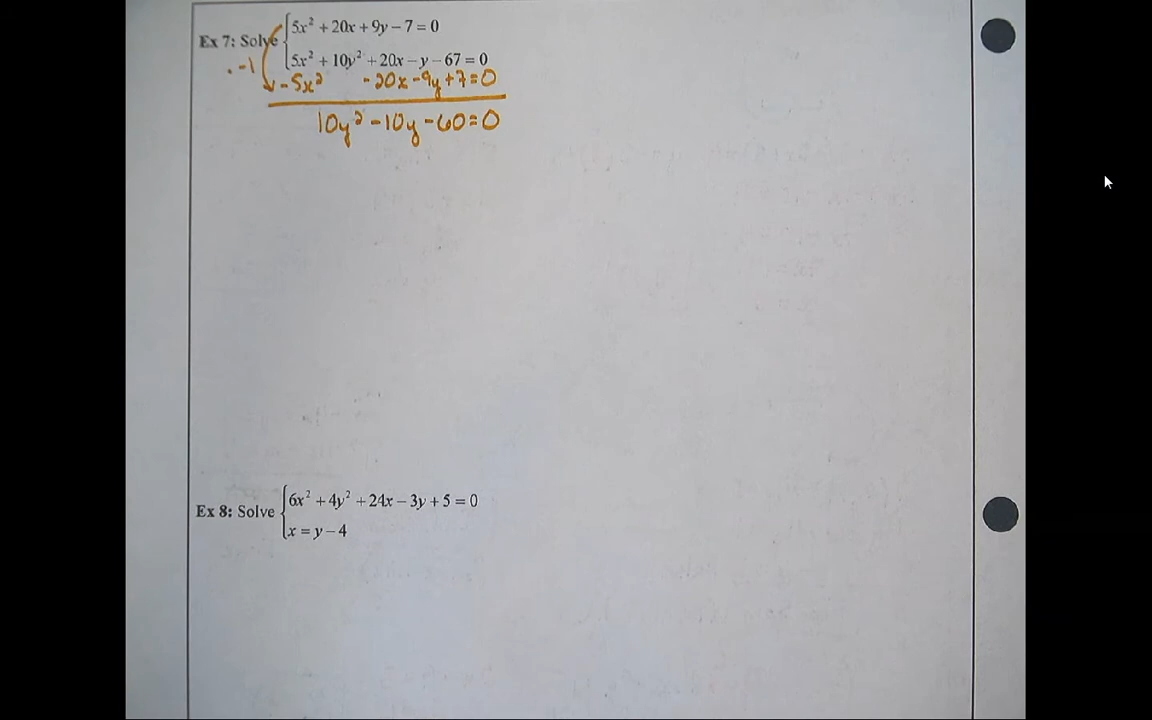 Ex 7: Solve {5x² + 20x + 9y − 7 = 0
5x² + 10y² + 20x − y − 67 = 0
· -1
-5x² -20x -9y +7=0
10y² -10y -60=0
Ex 8: Solve {6x² + 4y² + 24x − 3y + 5 = 0
x = y − 4